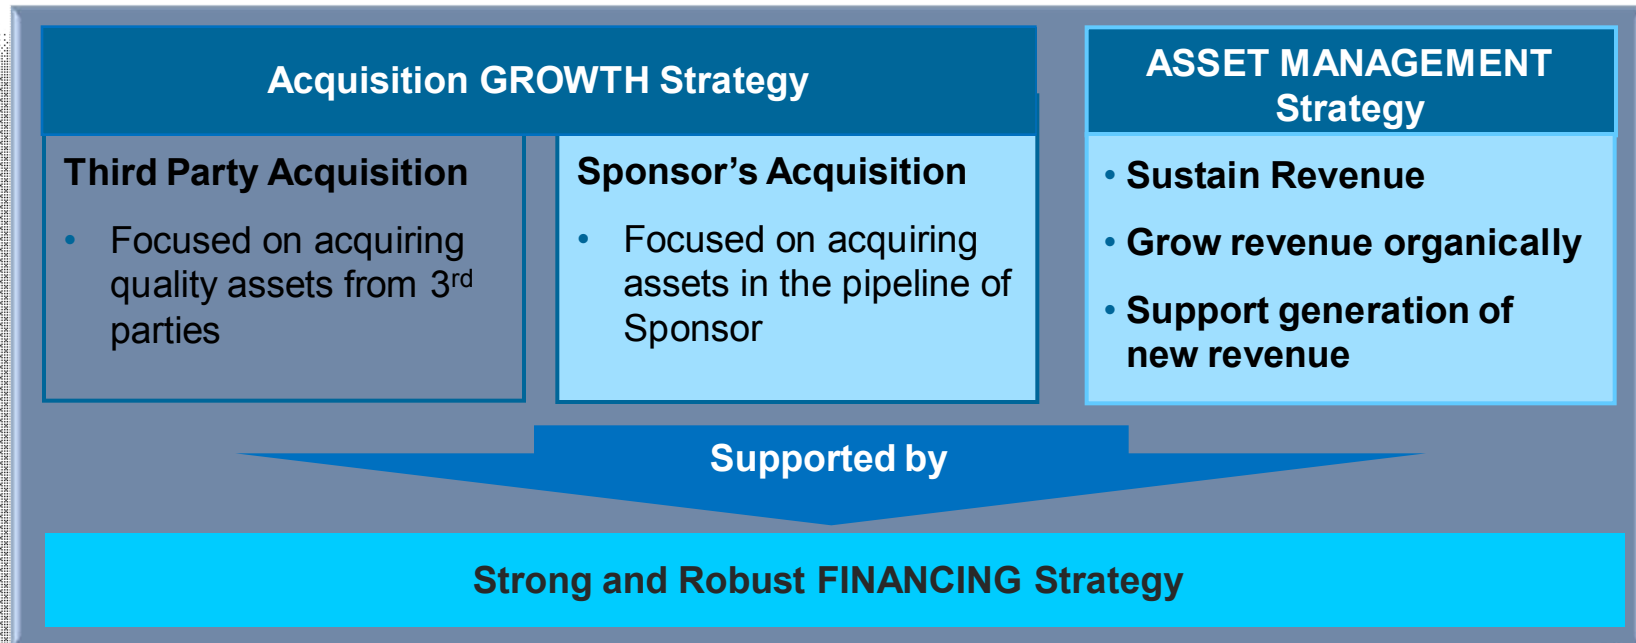 Acquisition GROWTH Strategy
Third Party Acquisition
• Focused on acquiring
quality assets from 3rd
parties
Sponsor’s Acquisition
• Focused on acquiring
assets in the pipeline of
Sponsor
ASSET MANAGEMENT
Strategy
• Sustain Revenue
• Grow revenue organically
• Support generation of
new revenue
Supported by
Strong and Robust FINANCING Strategy